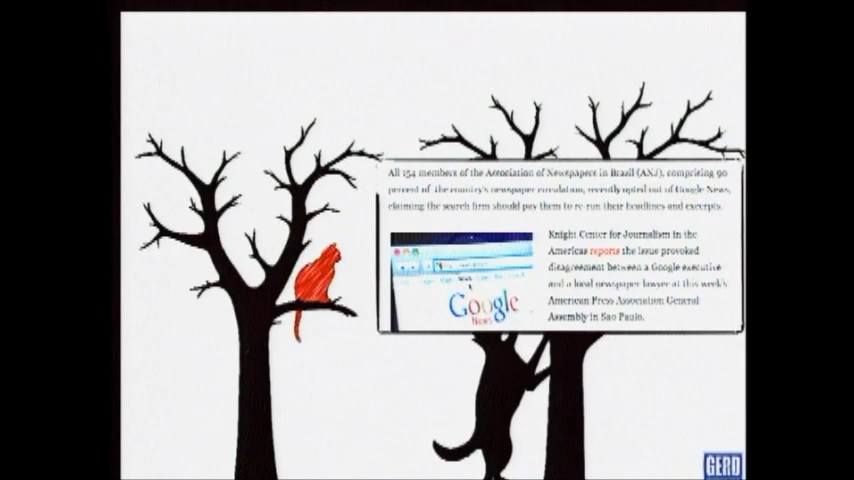 All 154 members of the Association of Newspapers in Brazil (ANJ), comprising 90
percent of the country's newspaper circulation, recently opted out of Google News,
claiming the search firm should pay them to re-run their headlines and excerpts.
Knight Center for Journalism in the
Americas reports the issue provoked
disagreement between a Google executive
and a local newspaper lawyer at this week's
American Press Association General
Assembly in Sao Paulo.
Google
News
GERD